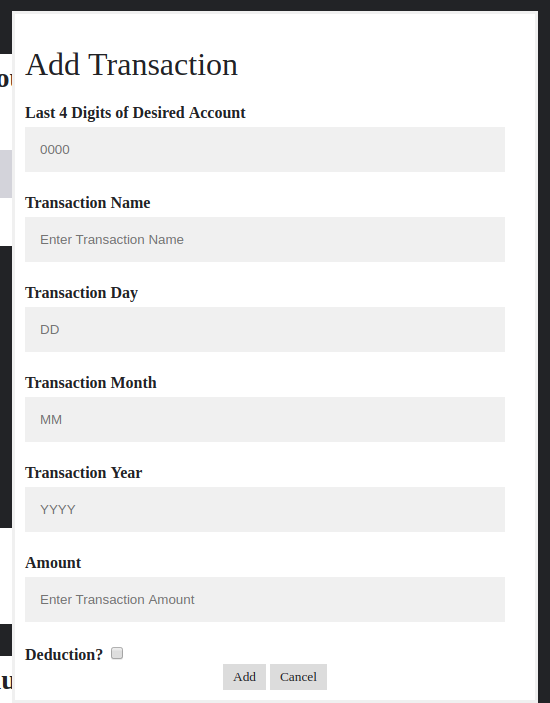 Add Transaction
Last 4 Digits of Desired Account
0000
Transaction Name
Enter Transaction Name
Transaction Day
DD
Transaction Month
MM
Transaction Year
YYYY
Amount
Enter Transaction Amount
Deduction?
Add Cancel